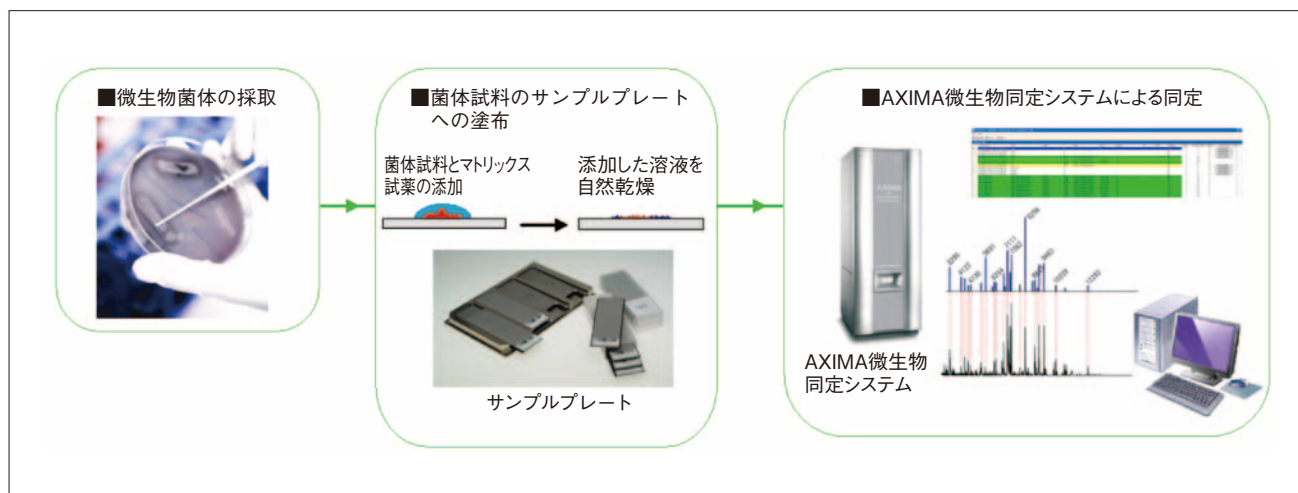 ■微生物菌体の採取
■菌体試料のサンプルプレート
への塗布
菌体試料とマトリックス
試薬の添加
添加した溶液を
自然乾燥
サンプルプレート
■AXIMA微生物同定システムによる同定
AXIMA微生物
同定システム